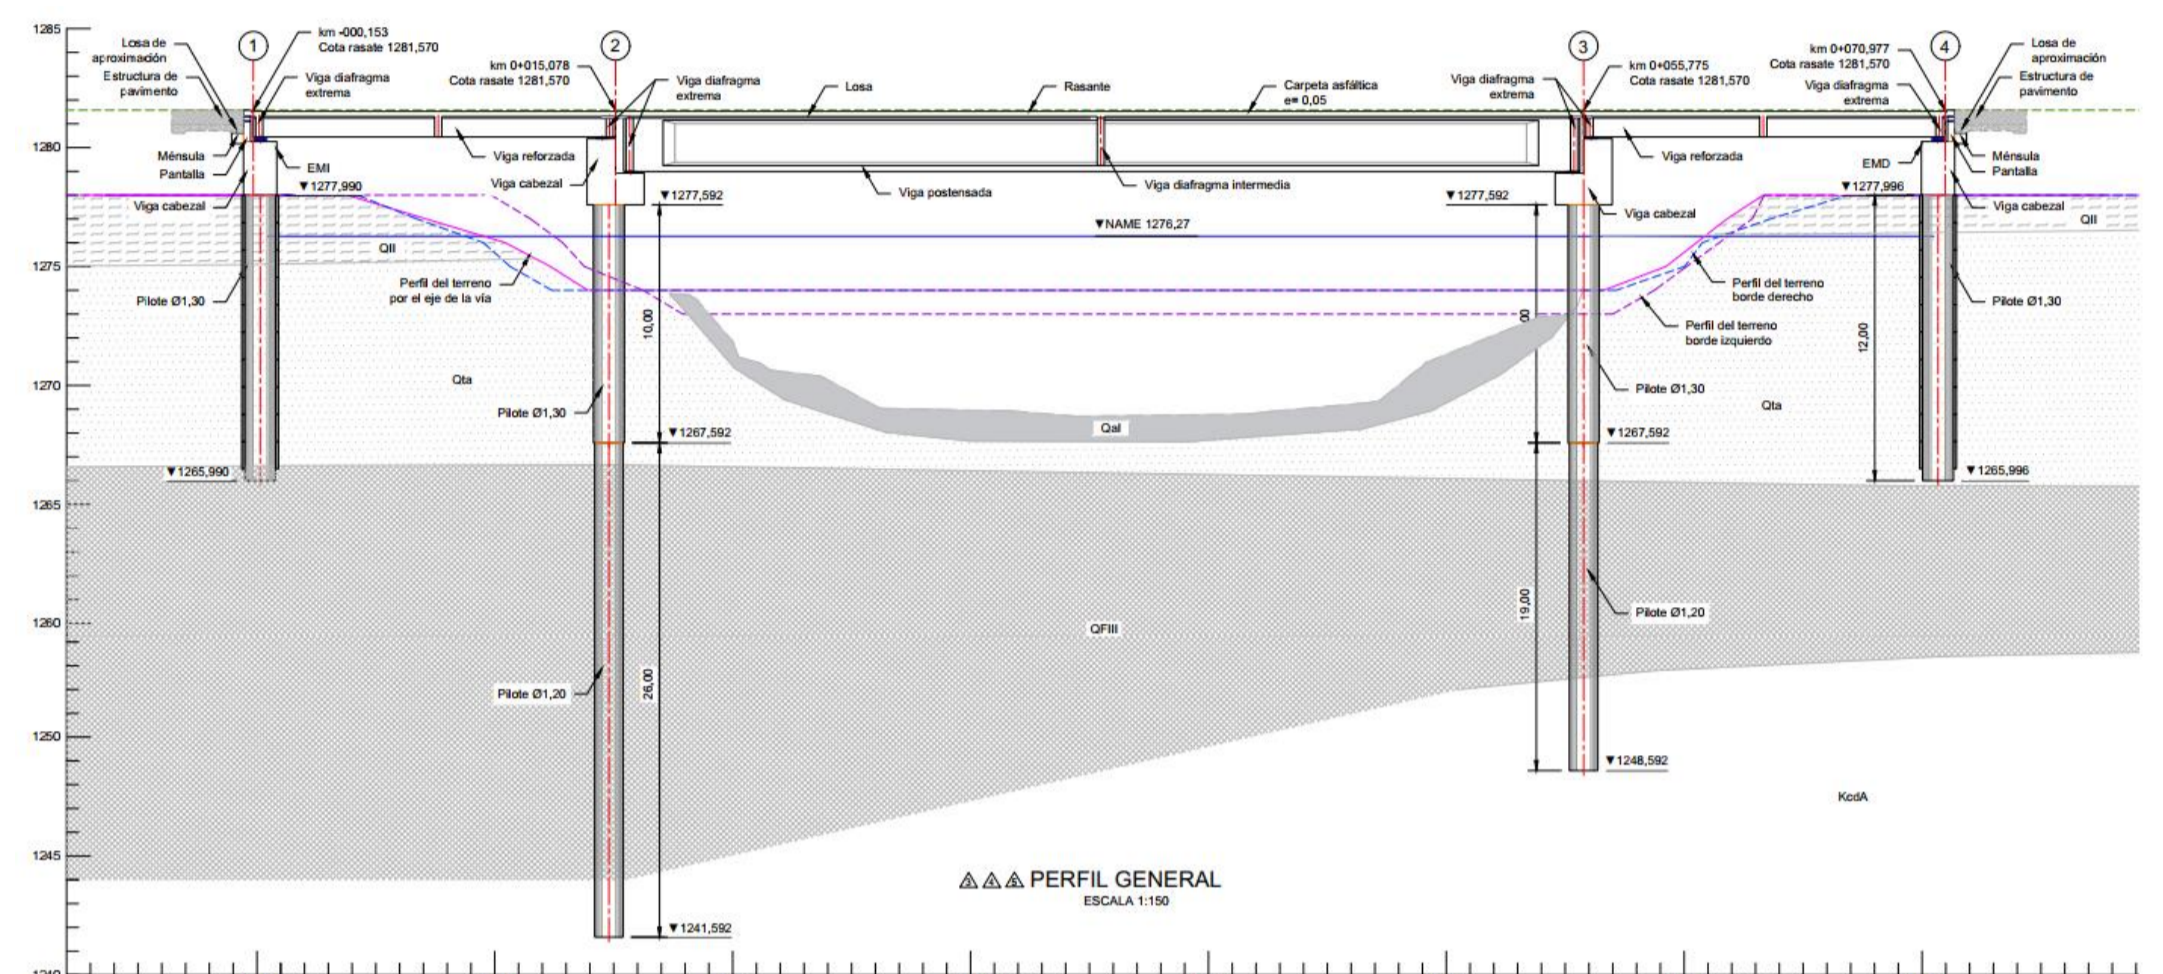 1285
1280
1275
1270
1265
1260
1250
1245
1
km -000,153
Cota rasate 1281,570
Losa de
aproximación
Estructura de
pavimento
Viga diafragma
extrema
2
km 0+015,078
Cota rasate 1281,570
Viga diafragma
extrema
Losa
Rasante
Carpeta asfáltica
e= 0,05
3
Viga diafragma
extrema
km 0+055,775
Cota rasate 1281,570
4
km 0+070,977
Cota rasate 1281,570
Viga diafragma
extrema
Losa de
aproximación
Estructura de
pavimento
Ménsula
Pantalla
EMI
Viga cabezal
1277,990
Viga reforzada
Viga cabezal
1277,592
Viga postensada
Viga diafragma intermedia
NAME 1276,27
1277,592
Viga cabezal
Viga reforzada
EMD
1277,996
Ménsula
Pantalla
Viga cabezal
QII
QII
Perfil del terreno
por el eje de la vía
Pilote Ø1,30
Qta
Pilote Ø1,30
10,00
1267,592
Qal
00
Perfil del terreno
borde derecho
Perfil del terreno
borde izquierdo
Pilote Ø1,30
Qta
12,00
Pilote Ø1,30
1267,592
1265,990
1265,996
QFIII
19,00
Pilote Ø1,20
Pilote Ø1,20
26,00
1248,592
KcdA
3 4 5 PERFIL GENERAL
ESCALA 1:150
1241,592